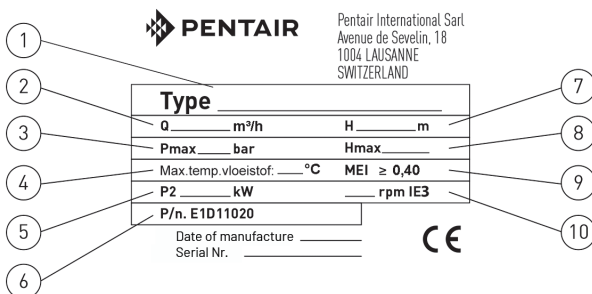 PENTAIR
Pentair International Sarl
Avenue de Sevelin, 18
1004 LAUSANNE
SWITZERLAND
1
Type
2
Q m³/h H m
7
3
Pmax bar Hmax
8
4
Max.temp.vloeistof: °C MEI ≥ 0,40
9
5
P2 kW rpm IE3
10
6
P/n. E1D11020
Date of manufacture
Serial Nr.
CE